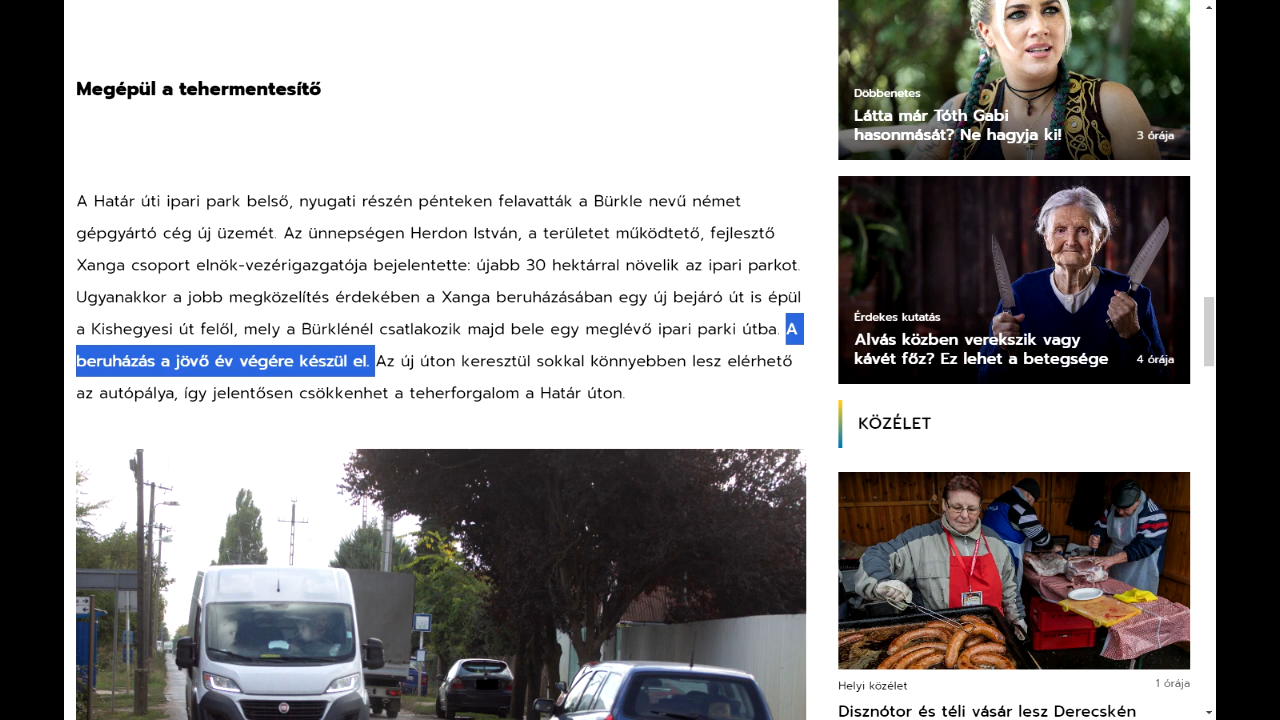 Megépül a tehermentesítő
A Határ úti ipari park belső, nyugati részén pénteken felavatták a Bürkle nevű német
gépgyártó cég új üzemét. Az ünnepségen Herdon István, a területet működtető, fejlesztő
Xanga csoport elnök-vezérigazgatója bejelentette: újabb 30 hektárral növelik az ipari parkot.
Ugyanakkor a jobb megközelítés érdekében a Xanga beruházásában egy új bejáró út is épül
a Kishegyesi út felől, mely a Bürklénél csatlakozik majd bele egy meglévő ipari parki útba. A
beruházás a jövő év végére készül el. Az új úton keresztül sokkal könnyebben lesz elérhető
az autópálya, így jelentősen csökkenhet a teherforgalom a Határ úton.
Döbbenetes
Látta már Tóth Gabi
hasonmását? Ne hagyja ki!
3 órája
Érdekes kutatás
Alvás közben verekszik vagy
kávét főz? Ez lehet a betegsége
4 órája
KÖZÉLET
Helyi közélet
1 órája
Disznótor és téli vásár lesz Derecskén